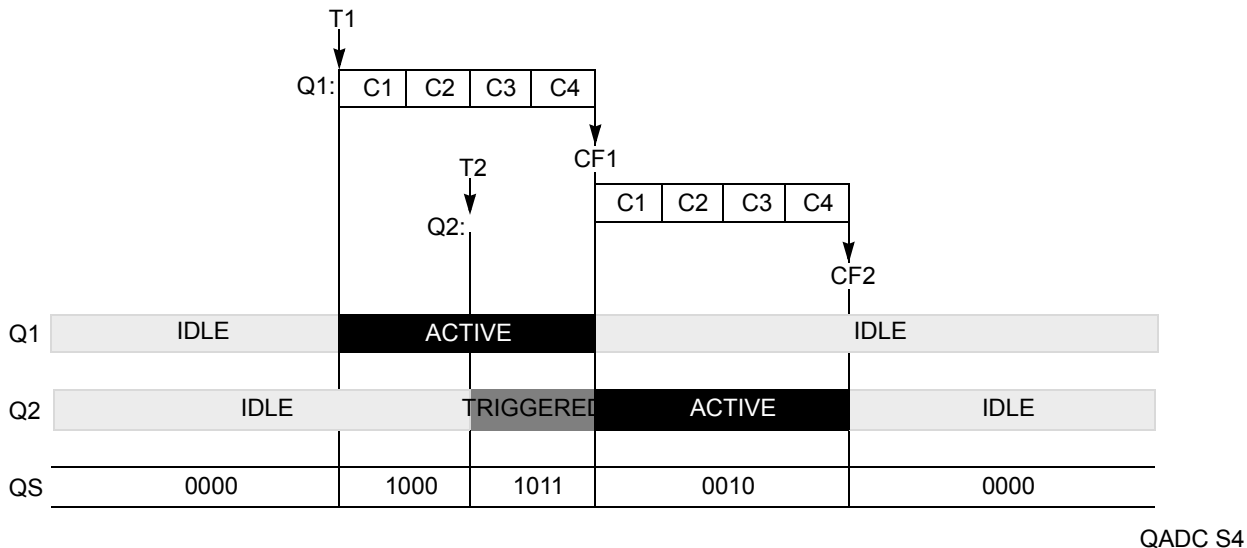 T1
Q1: C1 C2 C3 C4
CF1
T2
C1 C2 C3 C4
Q2:
CF2
Q1 IDLE ACTIVE IDLE
Q2 IDLE TRIGGERED ACTIVE IDLE
QS 0000 1000 1011 0010 0000
QADC S4